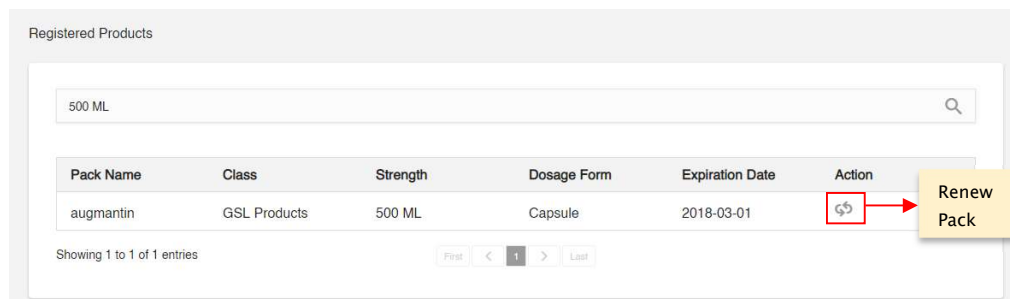 Registered Products
500 ML
Pack Name Class Strength Dosage Form Expiration Date Action
augmantin GSL Products 500 ML Capsule 2018-03-01
Renew
Pack
Showing 1 to 1 of 1 entries
First < 1 > Last